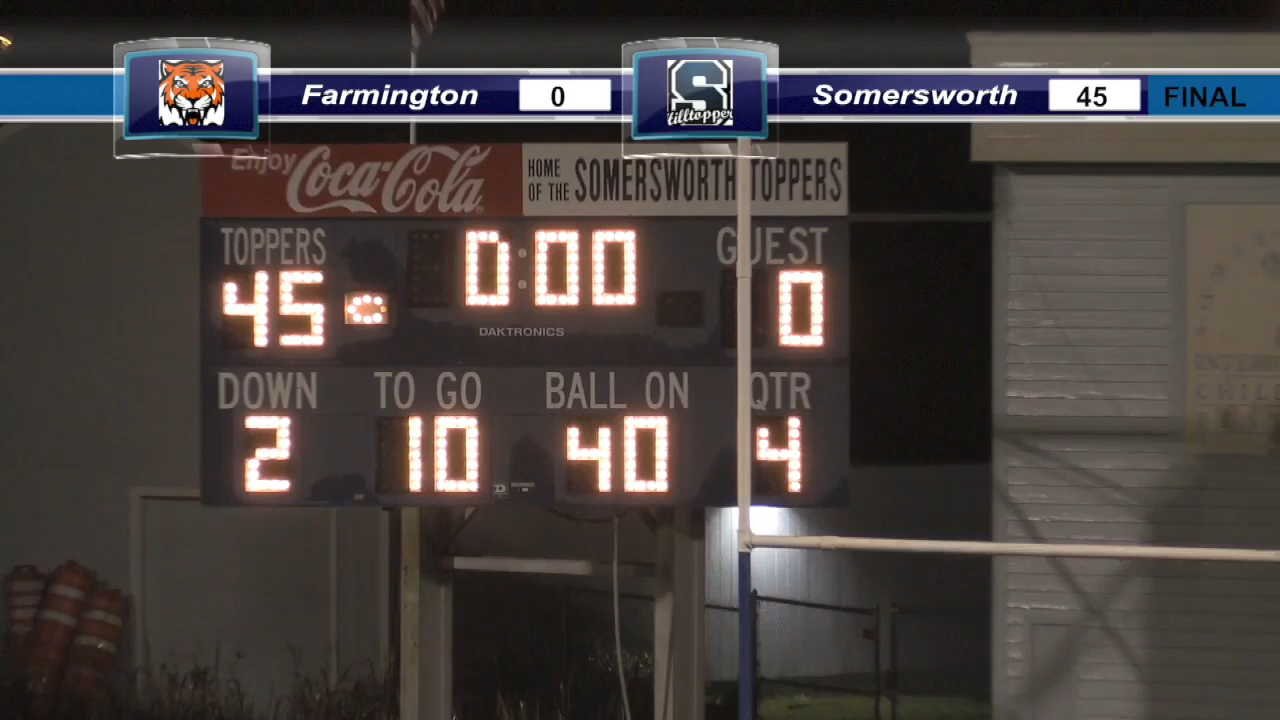 Farmington 0 Somersworth 45 FINAL
S
Hilltopper
Enjoy
Coca-Cola
HOME
OF THE
SOMERSWORTH TOPPERS
TOPPERS
0:00
GUEST
45
0
DAKTRONICS
DOWN TO GO BALL ON QTR
2 10 40 4